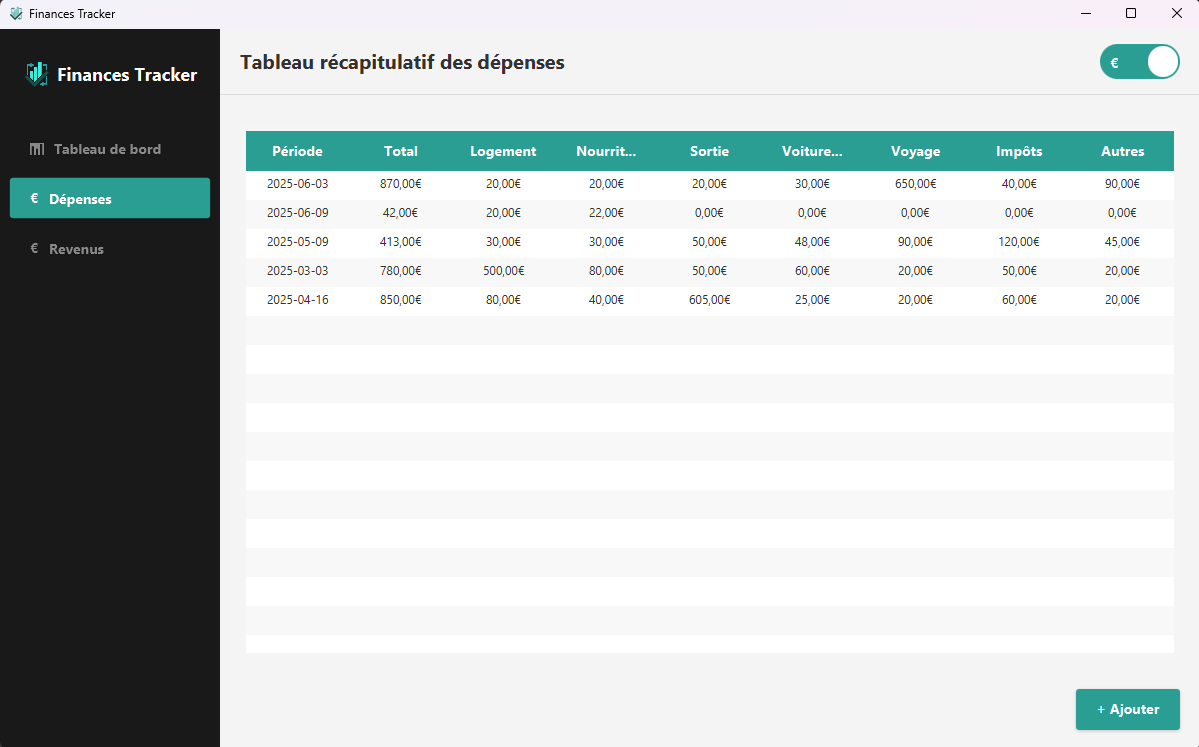 Finances Tracker
Finances Tracker
Tableau récapitulatif des dépenses
€
Tableau de bord
€ Dépenses
€ Revenus
Période Total Logement Nourrit... Sortie Voiture... Voyage Impôts Autres
2025-06-03 870,00€ 20,00€ 20,00€ 20,00€ 30,00€ 650,00€ 40,00€ 90,00€
2025-06-09 42,00€ 20,00€ 22,00€ 0,00€ 0,00€ 0,00€ 0,00€ 0,00€
2025-05-09 413,00€ 30,00€ 30,00€ 50,00€ 48,00€ 90,00€ 120,00€ 45,00€
2025-03-03 780,00€ 500,00€ 80,00€ 50,00€ 60,00€ 20,00€ 50,00€ 20,00€
2025-04-16 850,00€ 80,00€ 40,00€ 605,00€ 25,00€ 20,00€ 60,00€ 20,00€
+ Ajouter